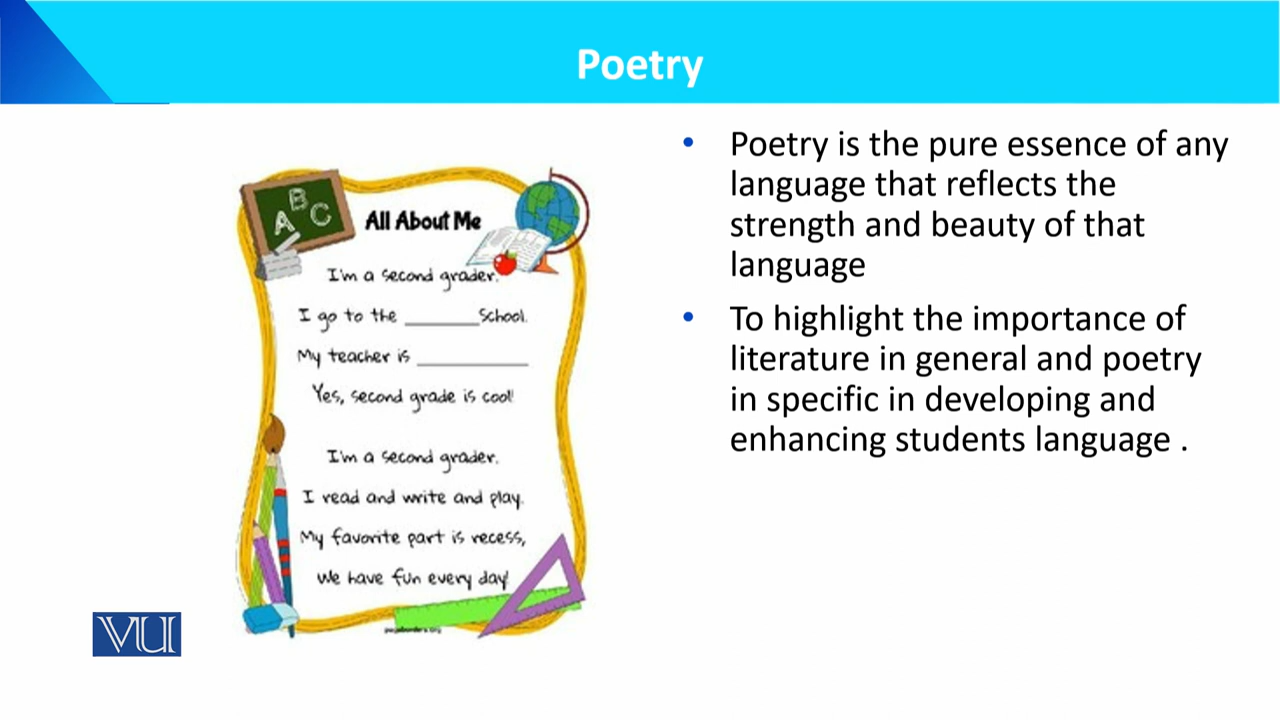 Poetry
A B C
All About Me
I'm a second grader.
I go to the ________ School.
My teacher is ____________
Yes, second grade is cool!
I'm a second grader.
I read and write and play.
My favorite part is recess,
We have fun every day!
• Poetry is the pure essence of any
language that reflects the
strength and beauty of that
language
• To highlight the importance of
literature in general and poetry
in specific in developing and
enhancing students language .
VU